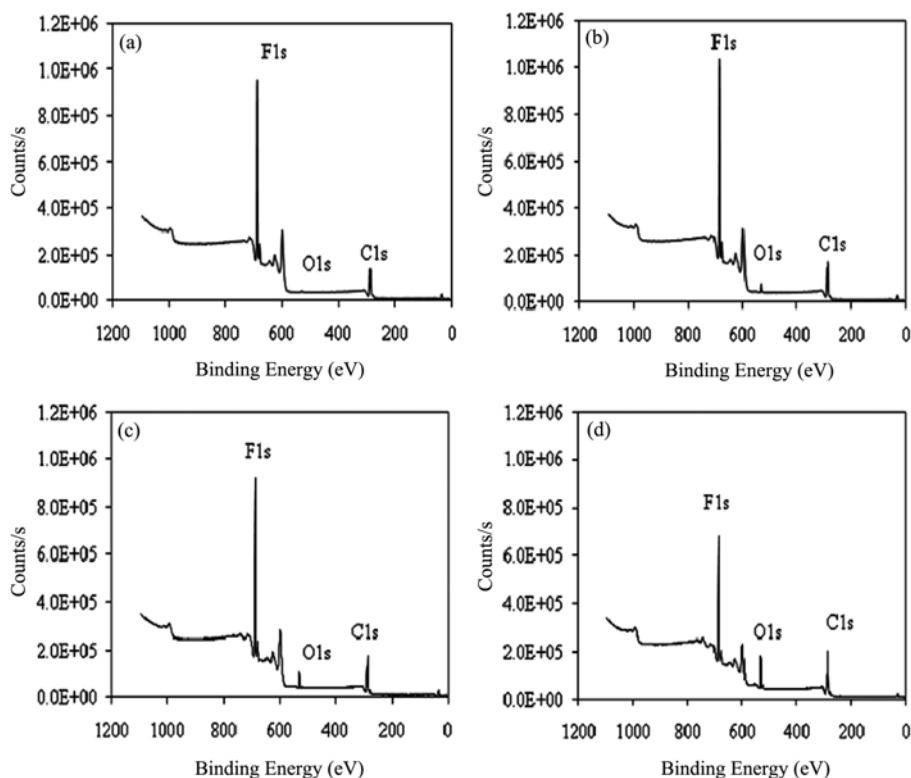 (a)
F1s
O1s
C1s
Counts/s
1.2E+06
1.0E+06
8.0E+05
6.0E+05
4.0E+05
2.0E+05
0.0E+00
1200 1000 800 600 400 200 0
Binding Energy (eV)
(b)
F1s
O1s
C1s
Counts/s
1.2E+06
1.0E+06
8.0E+05
6.0E+05
4.0E+05
2.0E+05
0.0E+00
1200 1000 800 600 400 200 0
Binding Energy (eV)
(c)
F1s
O1s
C1s
Counts/s
1.2E+06
1.0E+06
8.0E+05
6.0E+05
4.0E+05
2.0E+05
0.0E+00
1200 1000 800 600 400 200 0
Binding Energy (eV)
(d)
F1s
O1s
C1s
Counts/s
1.2E+06
1.0E+06
8.0E+05
6.0E+05
4.0E+05
2.0E+05
0.0E+00
1200 1000 800 600 400 200 0
Binding Energy (eV)